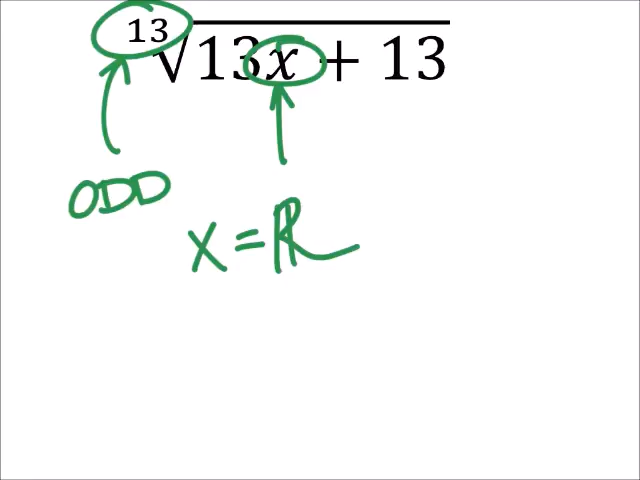 ¹³√13x + 13
ODD
x = ℝ